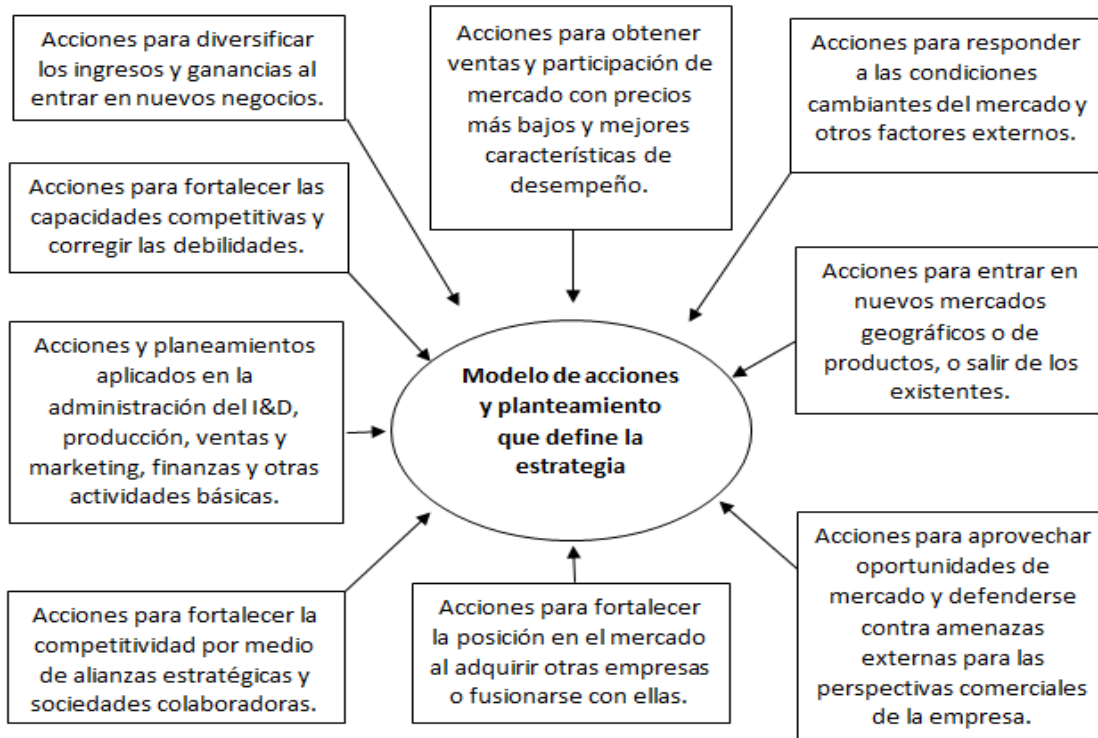 Acciones para diversificar
los ingresos y ganancias al
entrar en nuevos negocios.
Acciones para obtener
ventas y participación de
mercado con precios
más bajos y mejores
características de
desempeño.
Acciones para responder
a las condiciones
cambiantes del mercado y
otros factores externos.
Acciones para fortalecer las
capacidades competitivas y
corregir las debilidades.
Acciones para entrar en
nuevos mercados
geográficos o de
productos, o salir de los
existentes.
Acciones y planeamientos
aplicados en la
administración del I&D,
producción, ventas y
marketing, finanzas y otras
actividades básicas.
Modelo de acciones
y planteamiento
que define la
estrategia
Acciones para fortalecer la
competitividad por medio
de alianzas estratégicas y
sociedades colaboradoras.
Acciones para fortalecer
la posición en el mercado
al adquirir otras empresas
o fusionarse con ellas.
Acciones para aprovechar
oportunidades de
mercado y defenderse
contra amenazas
externas para las
perspectivas comerciales
de la empresa.